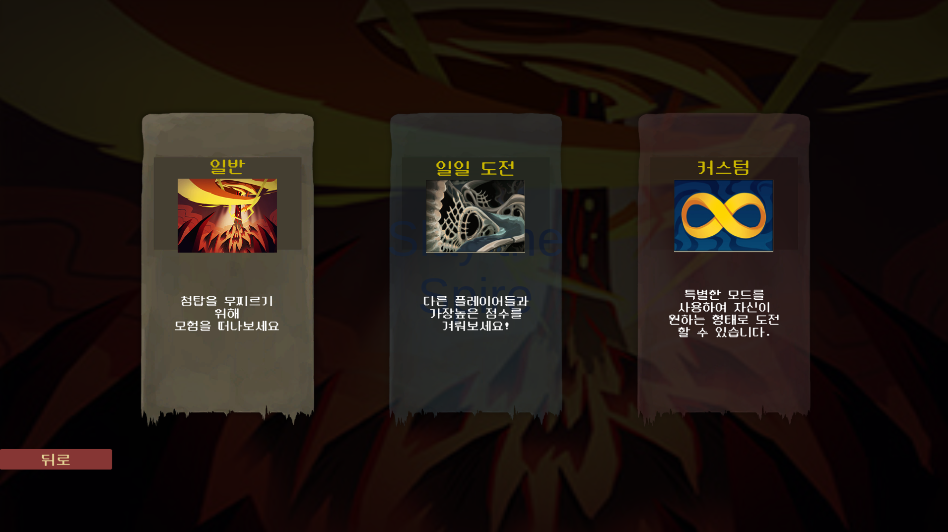 일반
첨탑을 무찌르기
위해
모험을 떠나보세요
일일 도전
다른 플레이어들과
가장높은 점수를
겨뤄보세요!
커스텀
특별한 모드를
사용하여 자신이
원하는 형태로 도전
할 수 있습니다.
Spire
뒤로